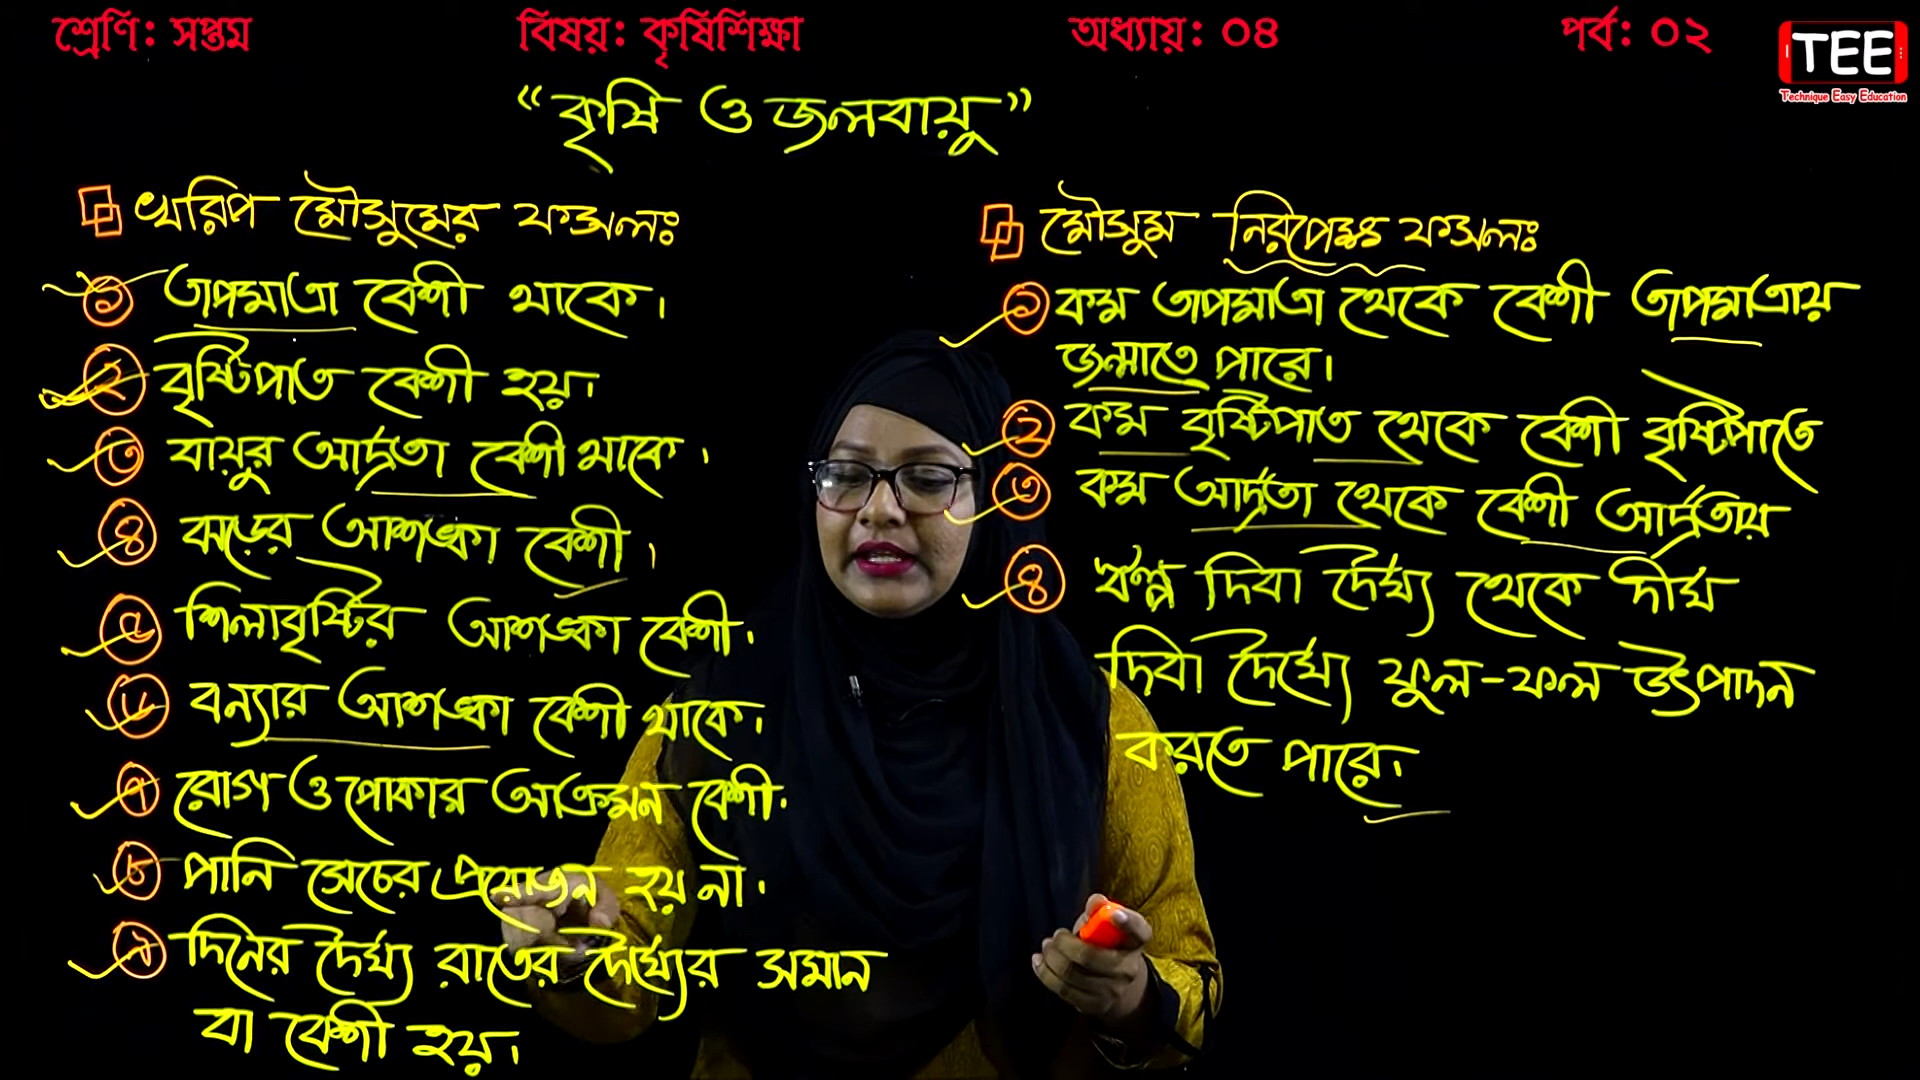 শ্রেণি: সপ্তম
বিষয়: কৃষিশিক্ষা
অধ্যায়: ০৪
পর্ব: ০২
TEE
Technique Easy Education
“কৃষি ও জলবায়ু”
খরিপ মৌসুমের ফসলঃ
১ তাপমাত্রা বেশী থাকে।
২ বৃষ্টিপাত বেশী হয়।
৩ বায়ুর আর্দ্রতা বেশী থাকে।
৪ ঝড়ের আশঙ্কা বেশী।
৫ শিলাবৃষ্টির আশঙ্কা বেশী।
৬ বন্যার আশঙ্কা বেশী থাকে।
৭ রোগ ও পোকার আক্রমন বেশী।
৮ পানি সেচের প্রয়োজন হয় না।
৯ দিনের দৈর্ঘ্য রাতের দৈর্ঘ্যের সমান
বা বেশী হয়।
মৌসুম নিরপেক্ষ ফসলঃ
১ কম তাপমাত্রা থেকে বেশী তাপমাত্রায়
জন্মাতে পারে।
২ কম বৃষ্টিপাত থেকে বেশী বৃষ্টিপাতে
৩ কম আর্দ্রতা থেকে বেশী আর্দ্রতায়
৪ স্বল্প দিবা দৈর্ঘ্য থেকে দীর্ঘ
দিবা দৈর্ঘ্যে ফুল-ফল উৎপাদন
করতে পারে।